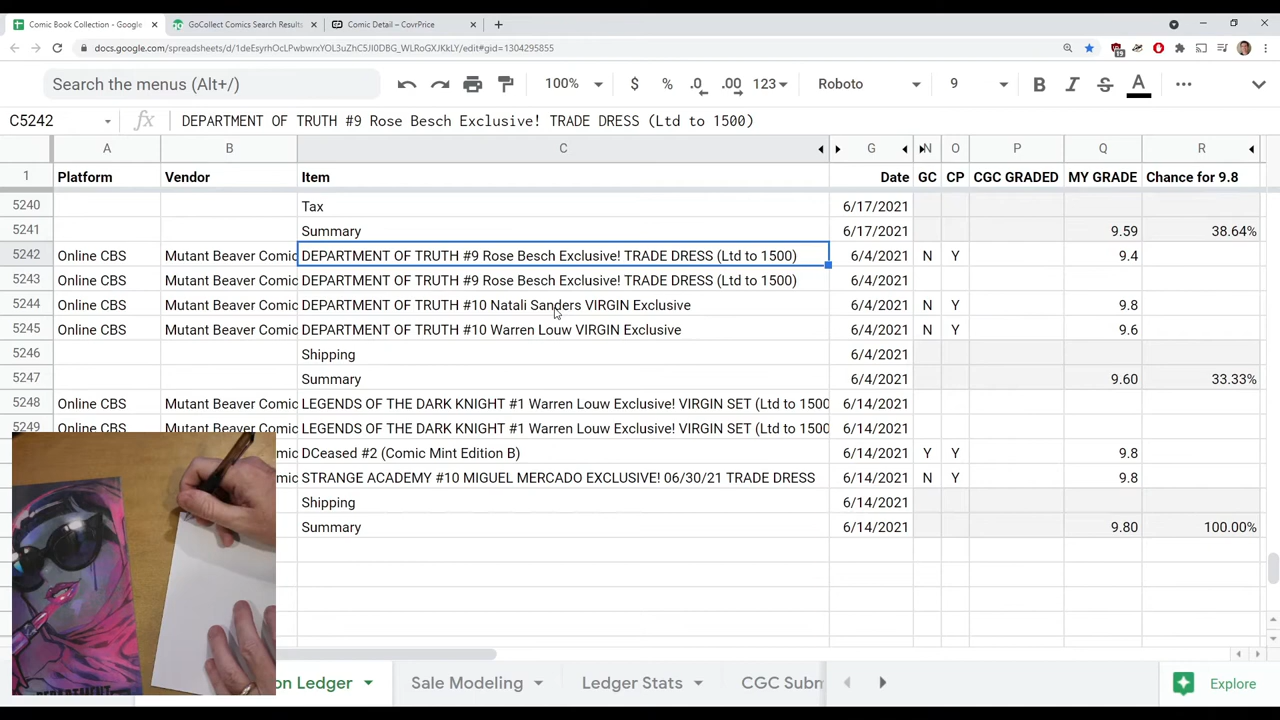 Comic Book Collection - Google
GoCollect Comics Search Results
Comic Detail – CovrPrice
docs.google.com/spreadsheets/d/1deEsyrhOcLPwbwrxYOL3uZhC5JI0DBG_WLRoGXJKkLY/edit#gid=1304295855
19
Search the menus (Alt+/)
100%
$ % .0 .00 123
Roboto
9
B I S A
C5242
fx
DEPARTMENT OF TRUTH #9 Rose Besch Exclusive! TRADE DRESS (Ltd to 1500)
A B C G N O P Q R
1 Platform Vendor Item Date GC CP CGC GRADED MY GRADE Chance for 9.8
5240 Tax 6/17/2021
5241 Summary 6/17/2021 9.59 38.64%
5242 Online CBS Mutant Beaver Comic DEPARTMENT OF TRUTH #9 Rose Besch Exclusive! TRADE DRESS (Ltd to 1500) 6/4/2021 N Y 9.4
5243 Online CBS Mutant Beaver Comic DEPARTMENT OF TRUTH #9 Rose Besch Exclusive! TRADE DRESS (Ltd to 1500) 6/4/2021
5244 Online CBS Mutant Beaver Comic DEPARTMENT OF TRUTH #10 Natali Sanders VIRGIN Exclusive 6/4/2021 N Y 9.8
5245 Online CBS Mutant Beaver Comic DEPARTMENT OF TRUTH #10 Warren Louw VIRGIN Exclusive 6/4/2021 N Y 9.6
5246 Shipping 6/4/2021
5247 Summary 6/4/2021 9.60 33.33%
5248 Online CBS Mutant Beaver Comic LEGENDS OF THE DARK KNIGHT #1 Warren Louw Exclusive! VIRGIN SET (Ltd to 1500 6/14/2021
5249 Online CBS Mutant Beaver Comic LEGENDS OF THE DARK KNIGHT #1 Warren Louw Exclusive! VIRGIN SET (Ltd to 1500 6/14/2021
Comic DCeased #2 (Comic Mint Edition B) 6/14/2021 Y Y 9.8
Comic STRANGE ACADEMY #10 MIGUEL MERCADO EXCLUSIVE! 06/30/21 TRADE DRESS 6/14/2021 N Y 9.8
Shipping 6/14/2021
Summary 6/14/2021 9.80 100.00%
DEPARTMENT
on Ledger
Sale Modeling
Ledger Stats
CGC Subm
Explore